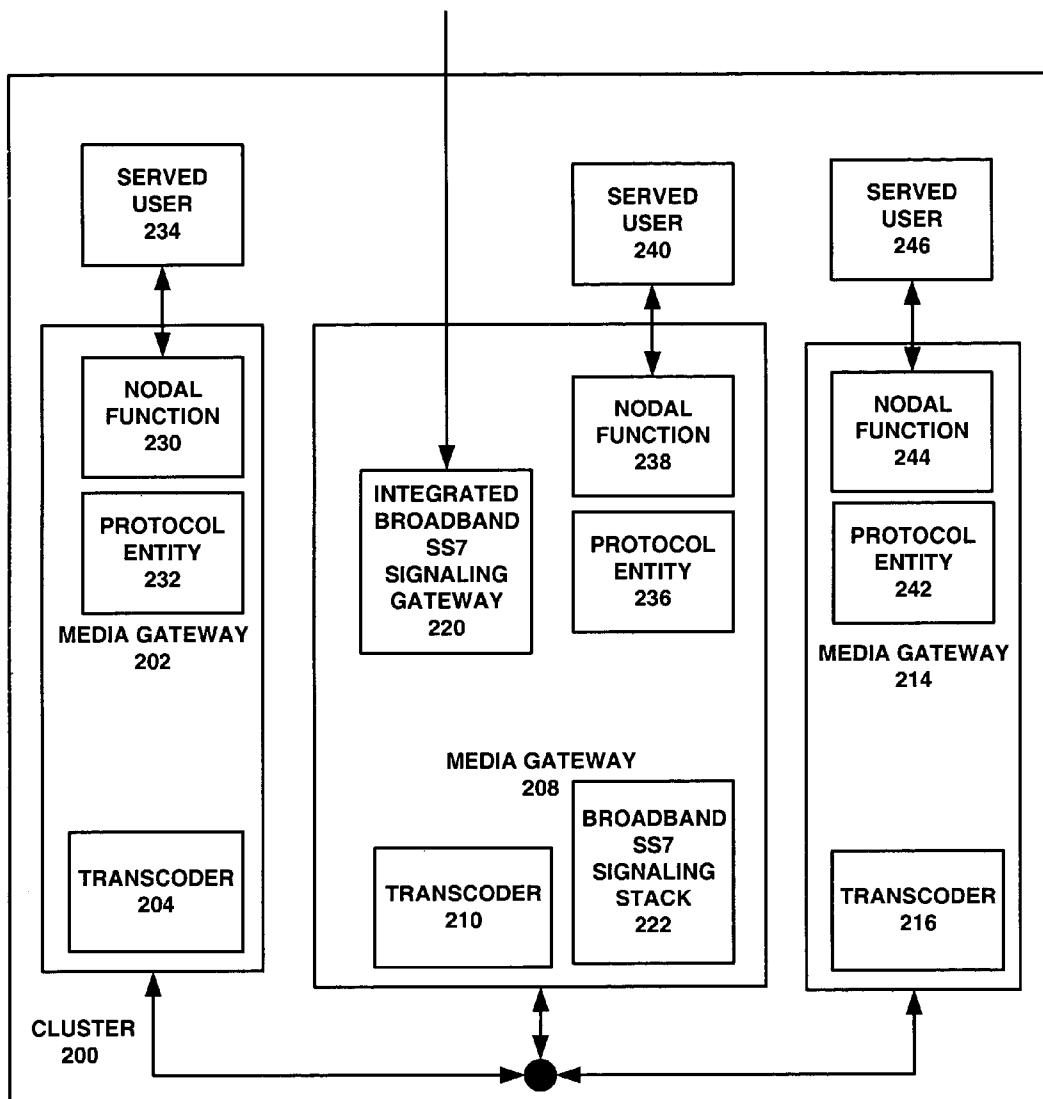 SERVED
USER
234
SERVED
USER
240
SERVED
USER
246
NODAL
FUNCTION
230
PROTOCOL
ENTITY
232
MEDIA GATEWAY
202
TRANSCODER
204
INTEGRATED
BROADBAND
SS7
SIGNALING
GATEWAY
220
NODAL
FUNCTION
238
PROTOCOL
ENTITY
236
MEDIA GATEWAY
208
TRANSCODER
210
BROADBAND
SS7
SIGNALING
STACK
222
NODAL
FUNCTION
244
PROTOCOL
ENTITY
242
MEDIA GATEWAY
214
TRANSCODER
216
CLUSTER
200